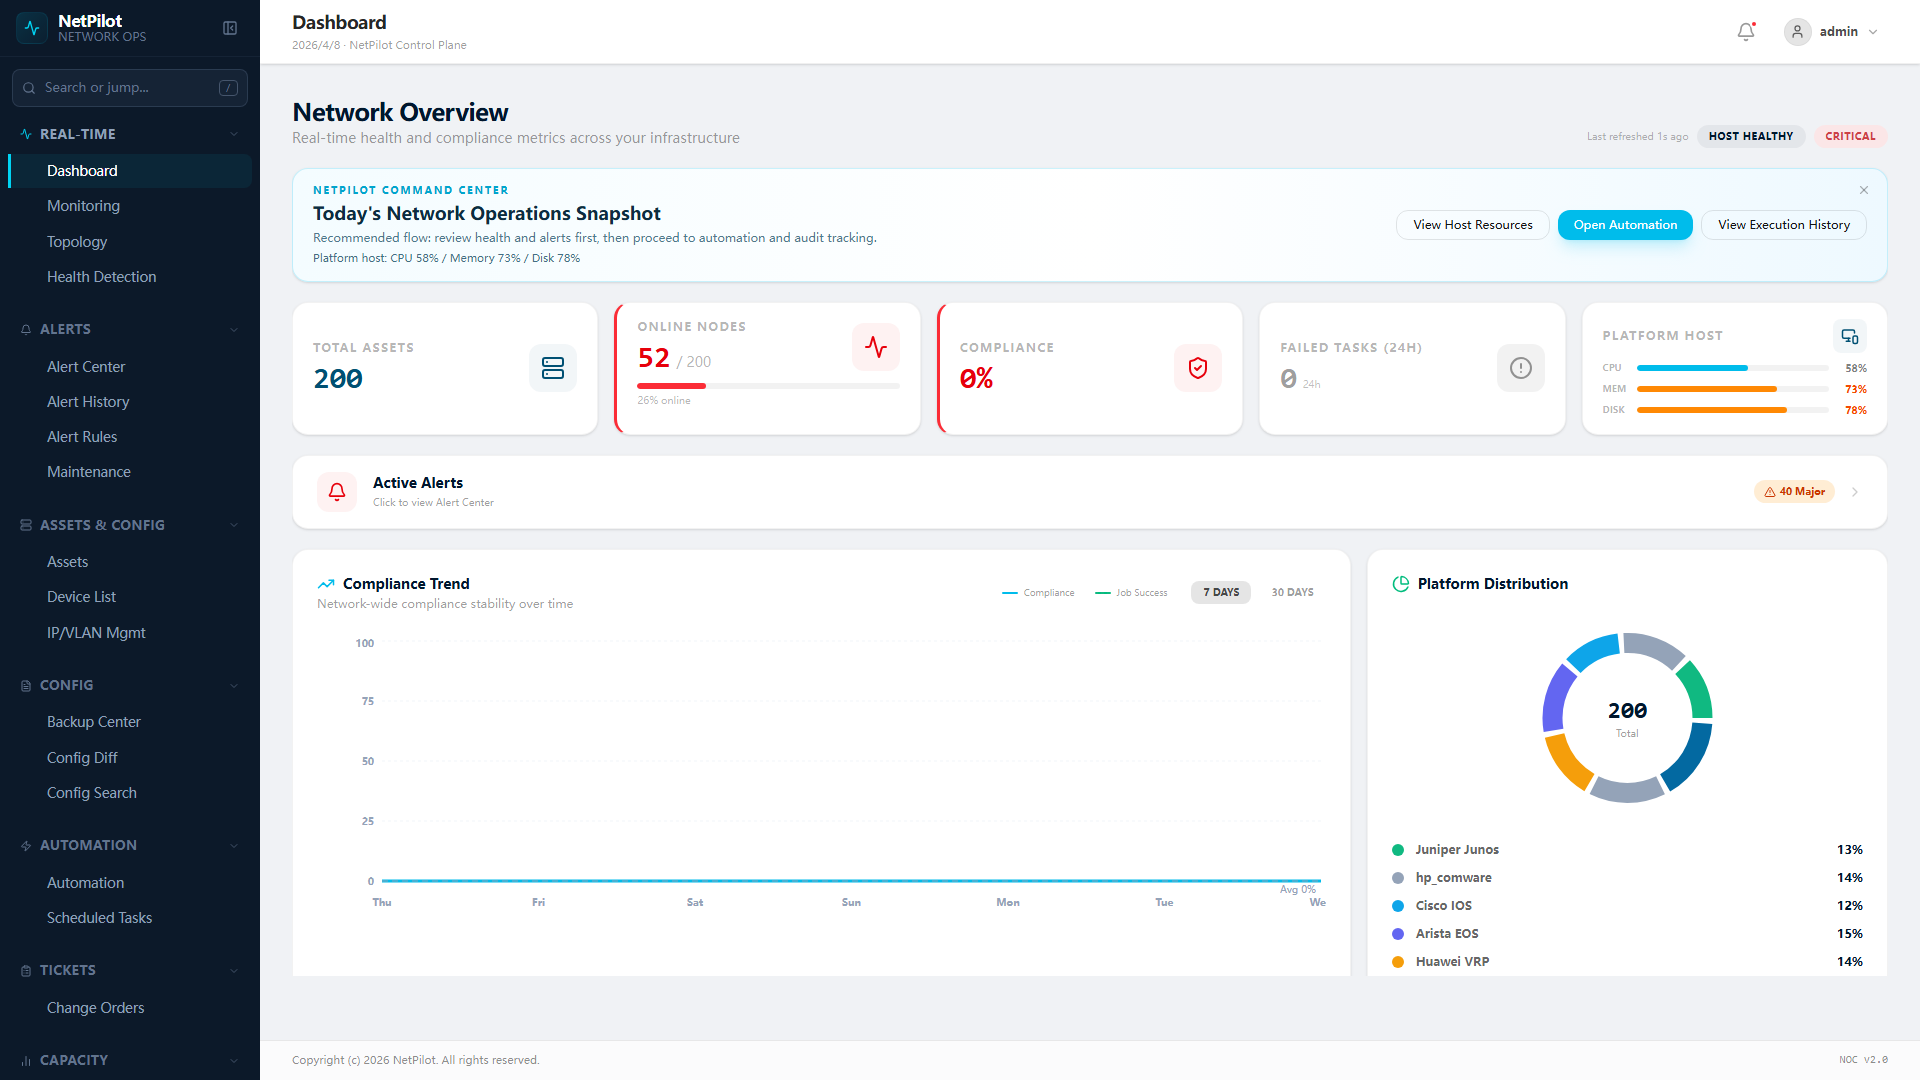 NetPilot
NETWORK OPS
Search or jump...
/
REAL-TIME
Dashboard
Monitoring
Topology
Health Detection
ALERTS
Alert Center
Alert History
Alert Rules
Maintenance
ASSETS & CONFIG
Assets
Device List
IP/VLAN Mgmt
CONFIG
Backup Center
Config Diff
Config Search
AUTOMATION
Automation
Scheduled Tasks
TICKETS
Change Orders
CAPACITY
Dashboard
2026/4/8 · NetPilot Control Plane
admin
Network Overview
Real-time health and compliance metrics across your infrastructure
Last refreshed 1s ago
HOST HEALTHY
CRITICAL
NETPILOT COMMAND CENTER
Today's Network Operations Snapshot
Recommended flow: review health and alerts first, then proceed to automation and audit tracking.
Platform host: CPU 58% / Memory 73% / Disk 78%
View Host Resources
Open Automation
View Execution History
TOTAL ASSETS
200
ONLINE NODES
52 / 200
26% online
COMPLIANCE
0%
FAILED TASKS (24H)
0 24h
PLATFORM HOST
CPU 58%
MEM 73%
DISK 78%
Active Alerts
Click to view Alert Center
40 Major
Compliance Trend
Network-wide compliance stability over time
Compliance
Job Success
7 DAYS
30 DAYS
100
75
50
25
0
Avg 0%
Thu Fri Sat Sun Mon Tue We
Platform Distribution
200
Total
Juniper Junos 13%
hp_comware 14%
Cisco IOS 12%
Arista EOS 15%
Huawei VRP 14%
Copyright (c) 2026 NetPilot. All rights reserved.
NOC v2.0